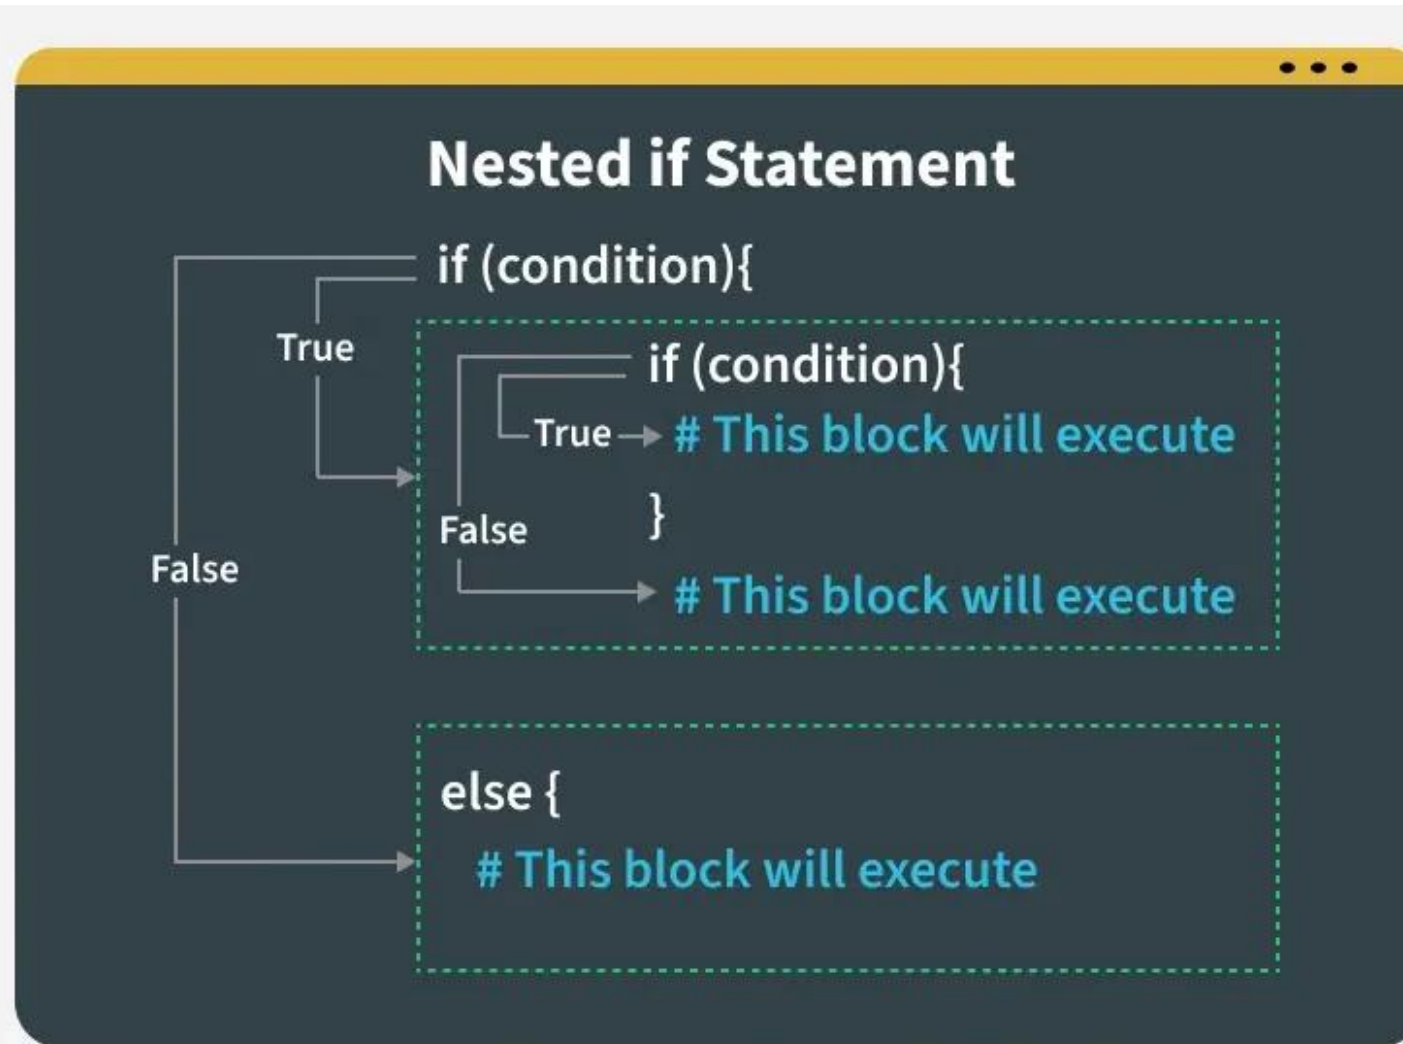 Nested if Statement
if (condition){
True
if (condition){
True
# This block will execute
}
False
# This block will execute
False
else {
# This block will execute